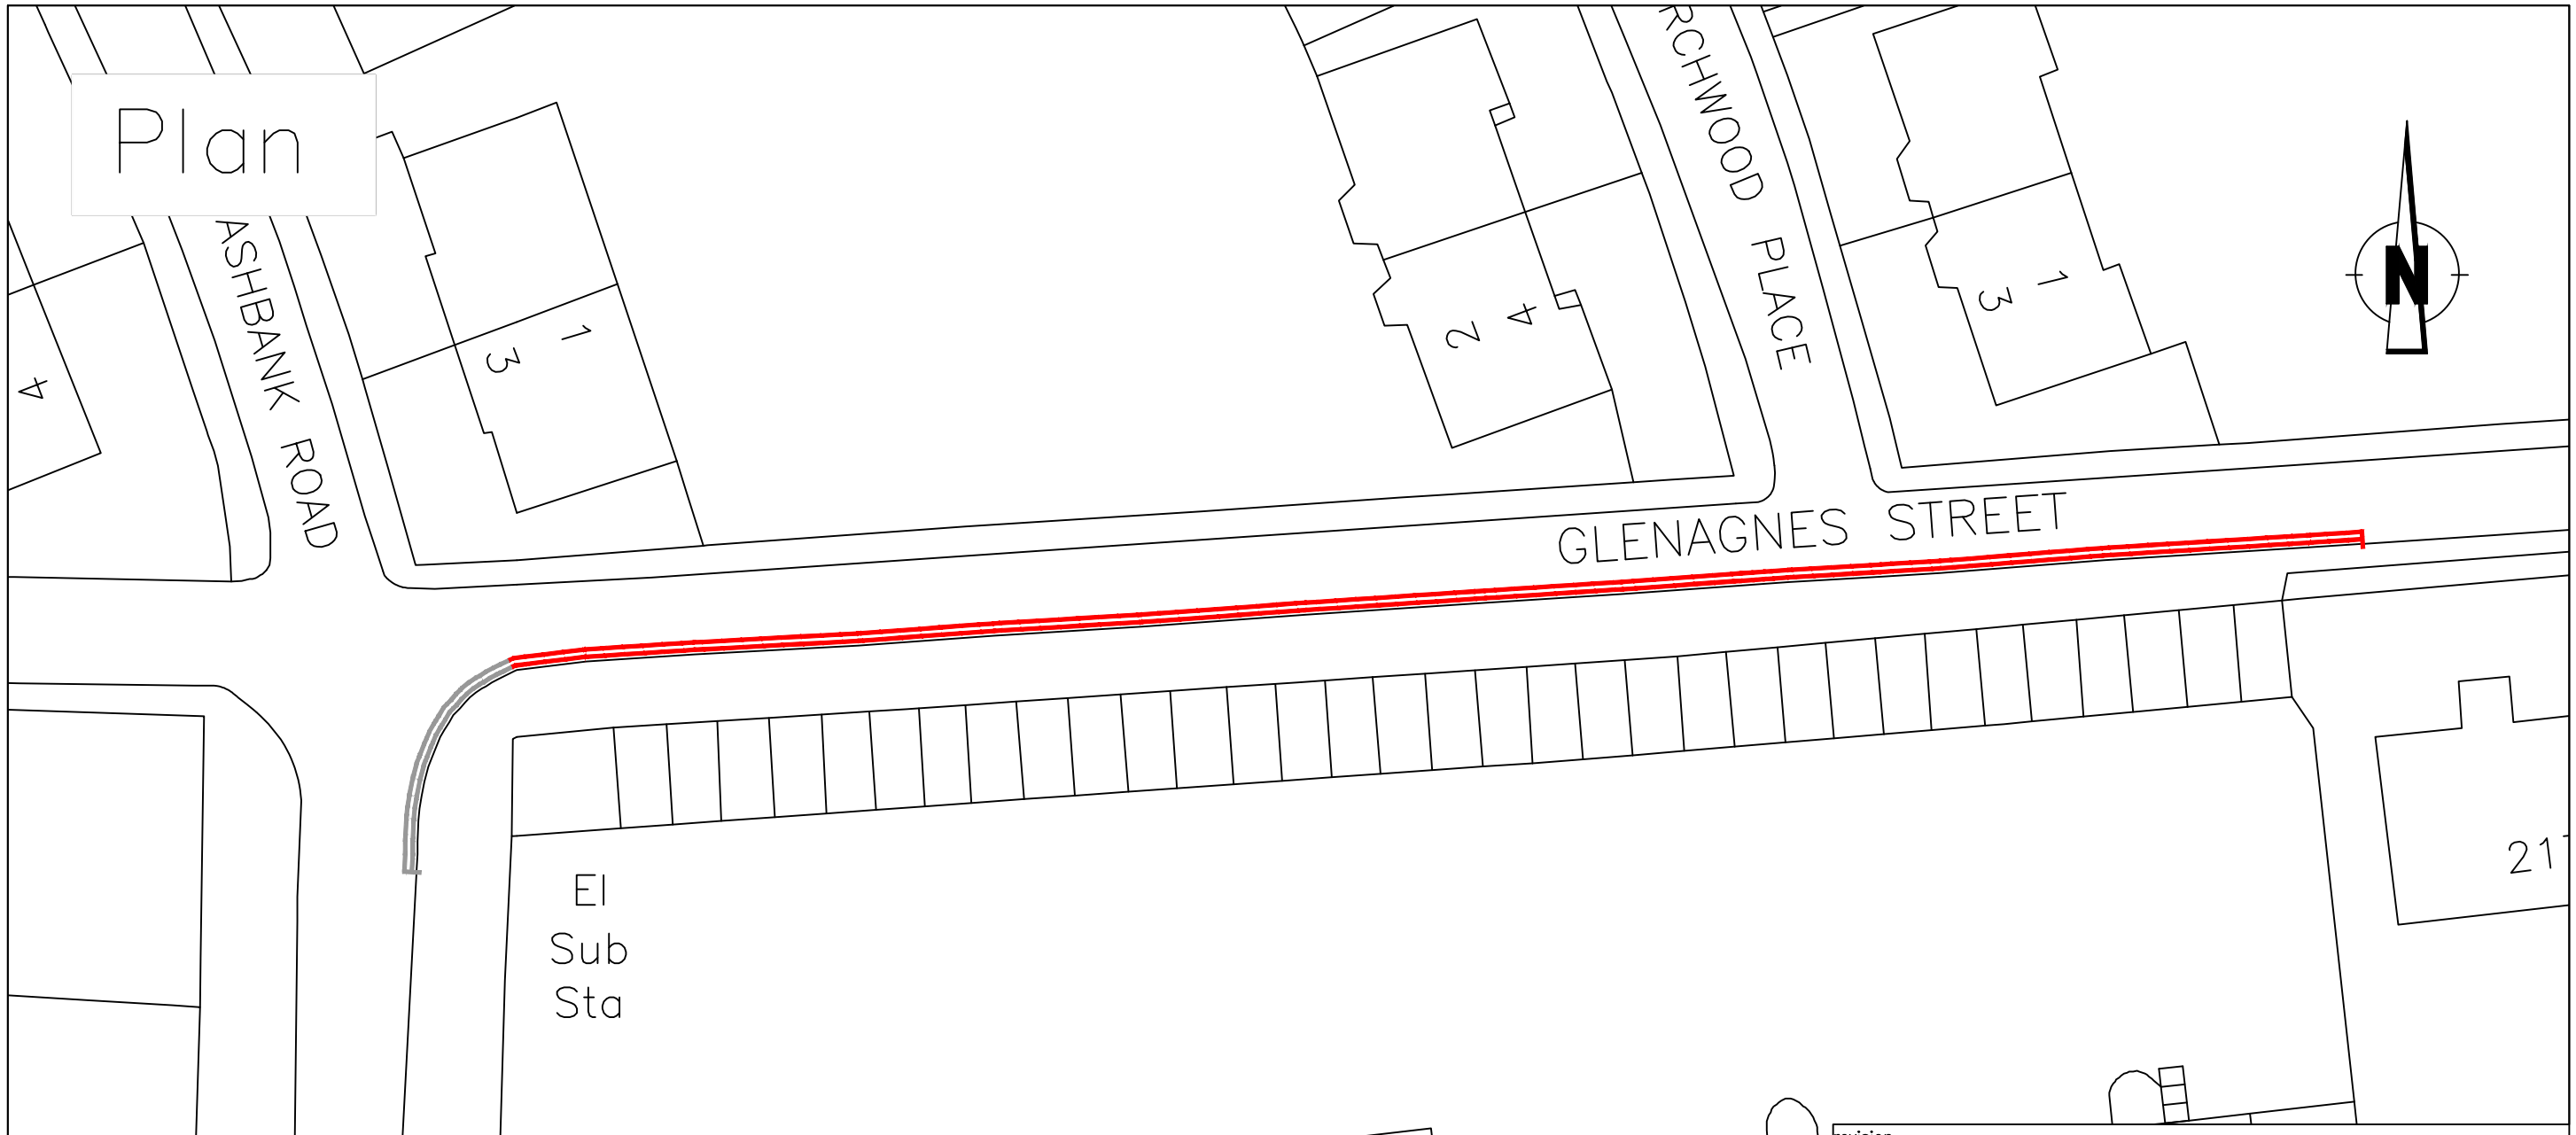 Plan
ASHBANK ROAD
RCHWOOD PLACE
GLENAGNES STREET
N
4
3
1
2
4
3
1
El
Sub
Sta
21